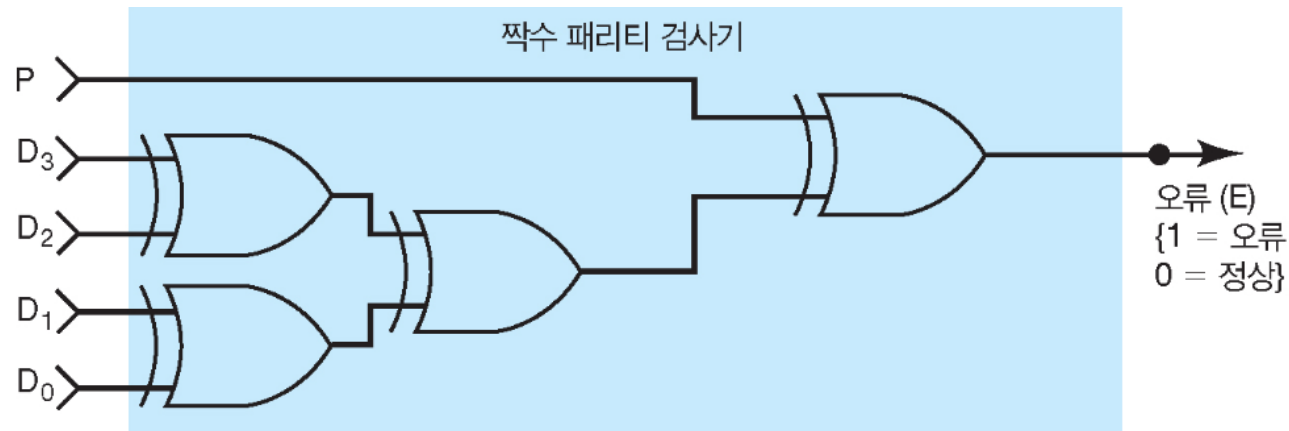 짝수 패리티 검사기
P
D₃
D₂
D₁
D₀
오류 (E)
{1 = 오류
0 = 정상}